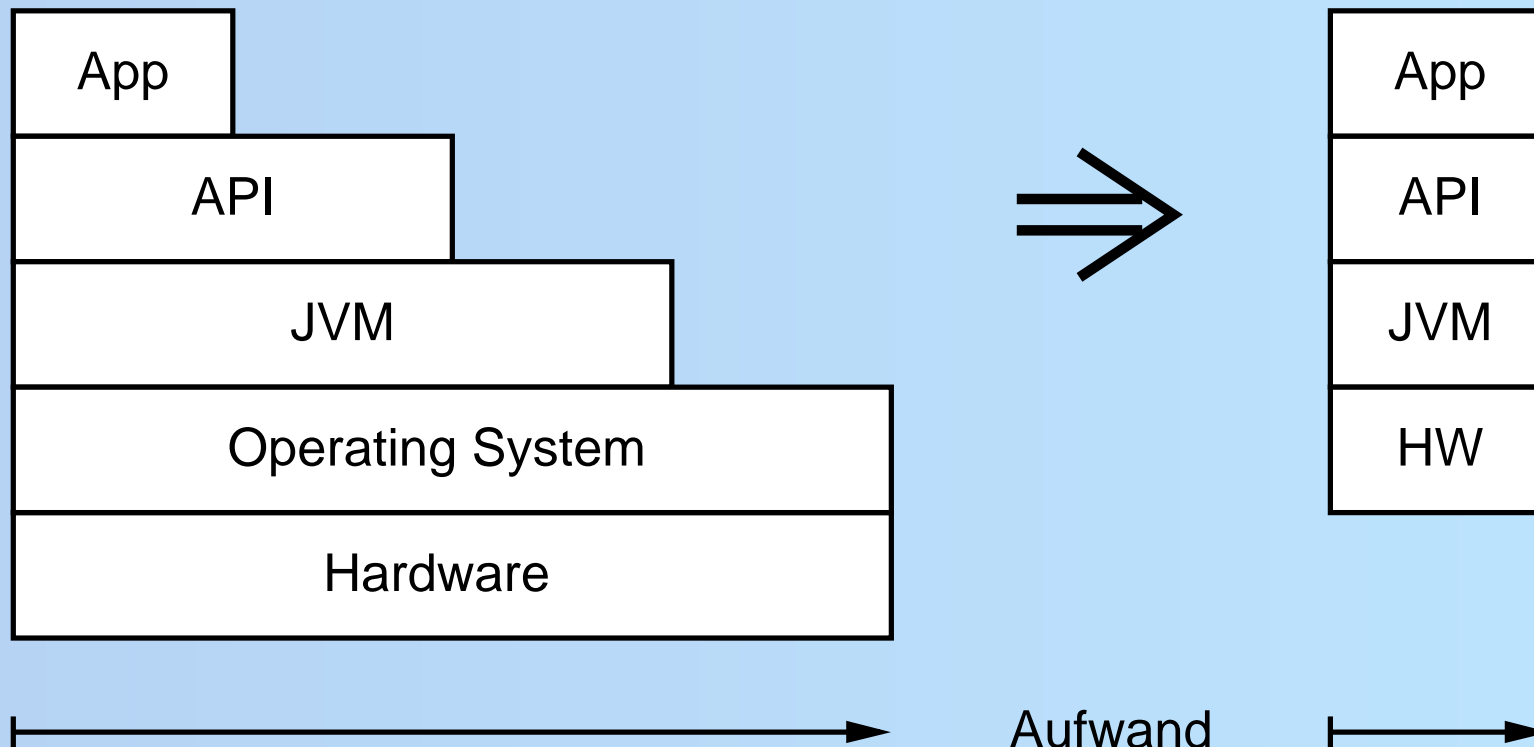 App
API
JVM
Operating System
Hardware
App
API
JVM
HW
Aufwand